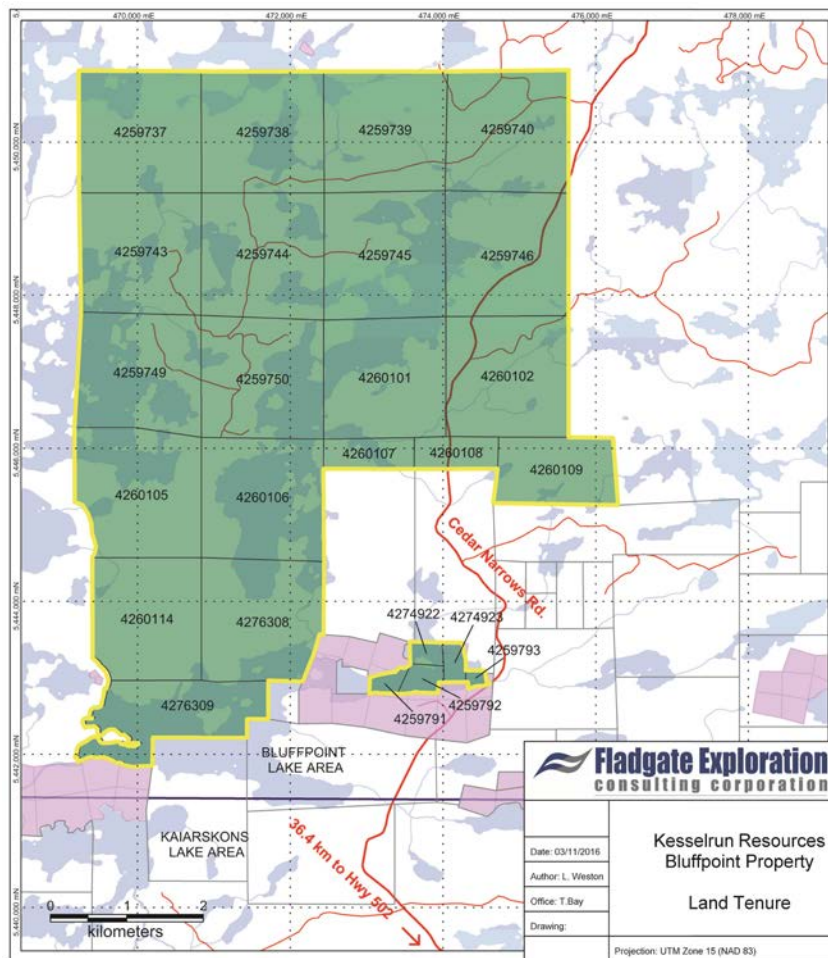 470,000 mE
472,000 mE
474,000 mE
476,000 mE
478,000 mE
5,450,000 mN
5,448,000 mN
5,446,000 mN
5,444,000 mN
5,442,000 mN
5,440,000 mN
4259737
4259738
4259739
4259740
4259743
4259744
4259745
4259746
4259749
4259750
4260101
4260102
4260107
4260108
4260109
4260105
4260106
4260114
4276308
4276309
Cedar Narrows Rd.
4274922
4274923
4259793
4259792
4259791
BLUFFPOINT
LAKE AREA
KAIARSKONS
LAKE AREA
36.4 km to Hwy 502
0 1 2
kilometers
Fladgate Exploration
consulting corporation
Date: 03/11/2016
Author: L. Weston
Office: T.Bay
Drawing:
Kesselrun Resources
Bluffpoint Property
Land Tenure
Projection: UTM Zone 15 (NAD 83)